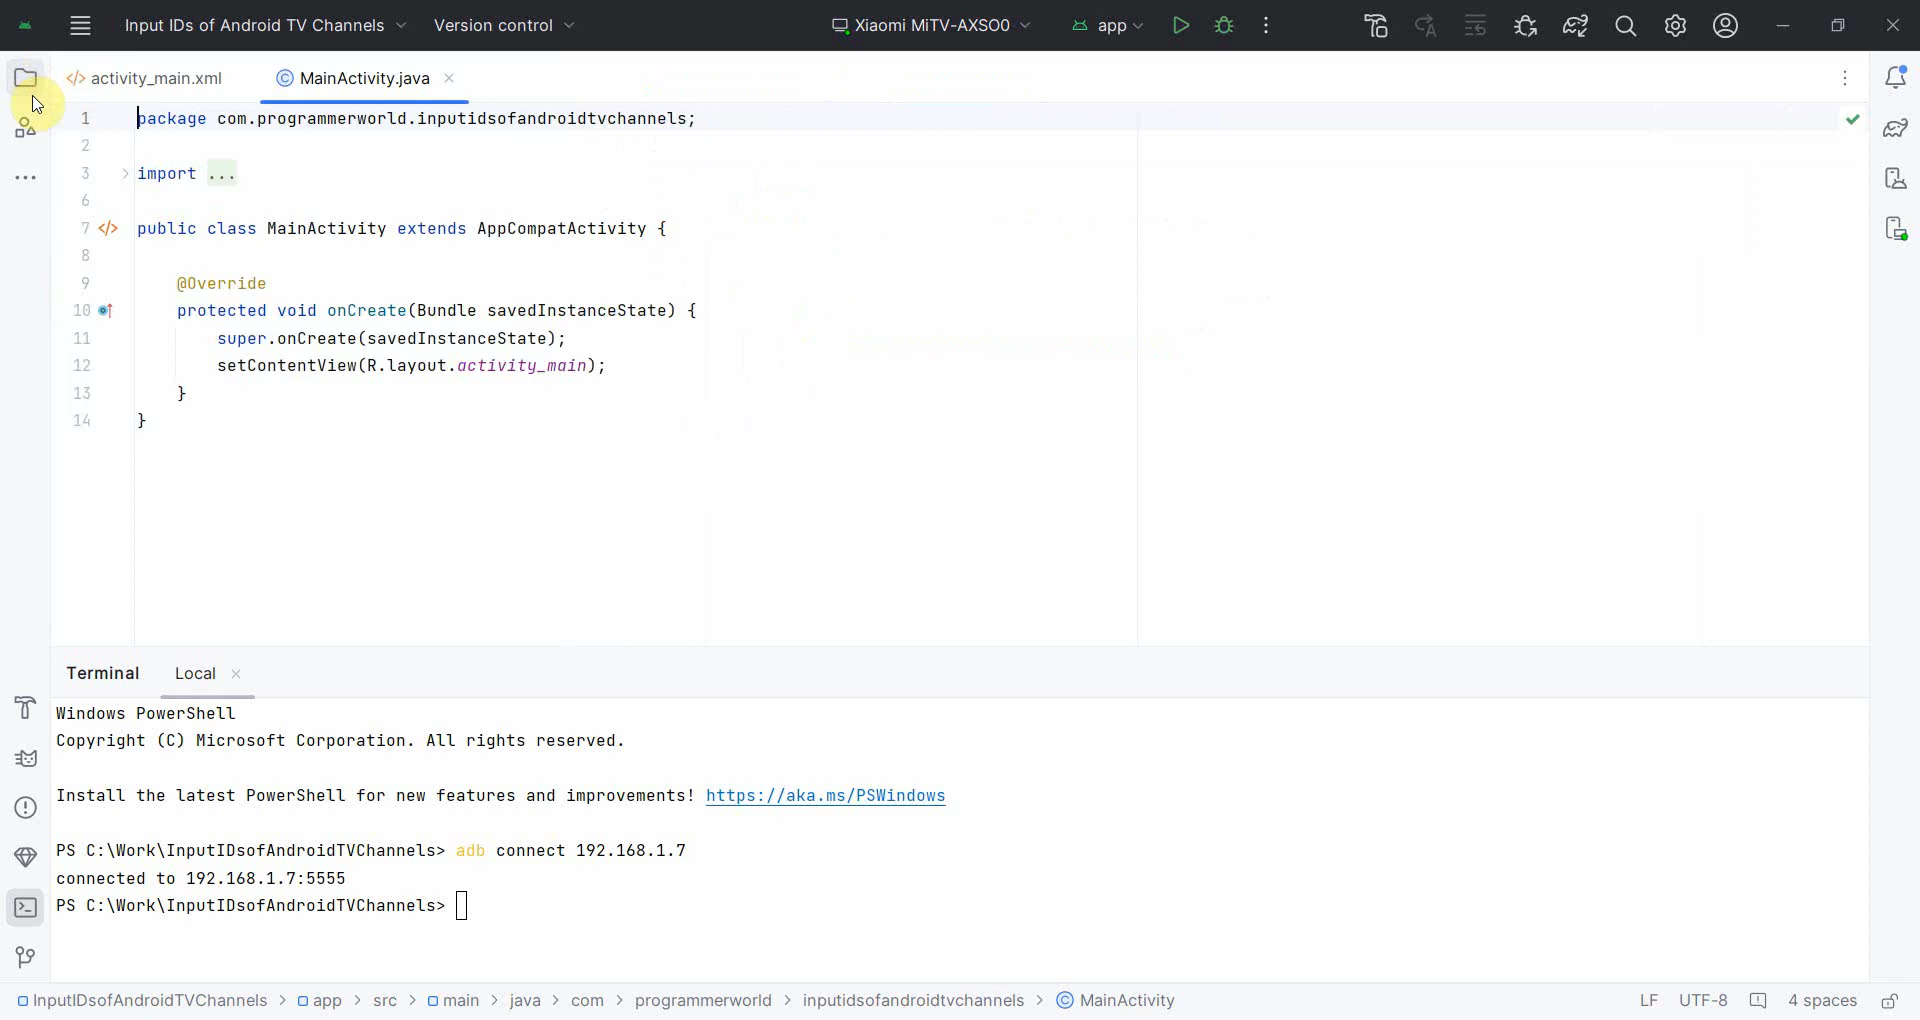 Input IDs of Android TV Channels Version control Xiaomi MiTV-AXSO0 app
activity_main.xml MainActivity.java
1 package com.programmerworld.inputidsofandroidtvchannels;
2
3 import ...
6
7 public class MainActivity extends AppCompatActivity {
8
9 @Override
10 protected void onCreate(Bundle savedInstanceState) {
11 super.onCreate(savedInstanceState);
12 setContentView(R.layout.activity_main);
13 }
14 }
Terminal Local
Windows PowerShell
Copyright (C) Microsoft Corporation. All rights reserved.
Install the latest PowerShell for new features and improvements! https://aka.ms/PSWindows
PS C:\Work\InputIDsofAndroidTVChannels> adb connect 192.168.1.7
connected to 192.168.1.7:5555
PS C:\Work\InputIDsofAndroidTVChannels>
InputIDsofAndroidTVChannels > app > src > main > java > com > programmerworld > inputidsofandroidtvchannels > MainActivity LF UTF-8 4 spaces